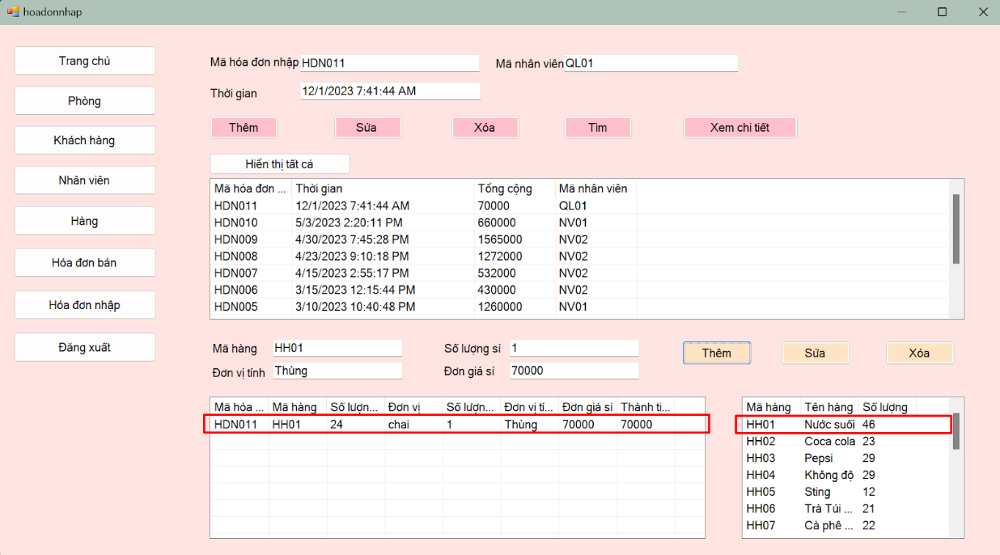 hoadonnhap
Trang chủ
Phòng
Khách hàng
Nhân viên
Hàng
Hóa đơn bán
Hóa đơn nhập
Đăng xuất
Mã hóa đơn nhập HDN011 Mã nhân viên QL01
Thời gian 12/1/2023 7:41:44 AM
Thêm Sửa Xóa Tìm Xem chi tiết
Hiển thị tất cả
Mã hóa đơn ... Thời gian Tổng cộng Mã nhân viên
HDN011 12/1/2023 7:41:44 AM 70000 QL01
HDN010 5/3/2023 2:20:11 PM 660000 NV01
HDN009 4/30/2023 7:45:28 PM 1565000 NV02
HDN008 4/23/2023 9:10:18 PM 1272000 NV02
HDN007 4/15/2023 2:55:17 PM 532000 NV02
HDN006 3/15/2023 12:15:44 PM 430000 NV02
HDN005 3/10/2023 10:40:48 PM 1260000 NV01
Mã hàng HH01 Số lượng sỉ 1
Đơn vị tính Thùng Đơn giá sỉ 70000
Thêm Sửa Xóa
Mã hóa ... Mã hàng Số lượn... Đơn vị Số lượn... Đơn vị tí... Đơn giá sỉ Thành ti...
HDN011 HH01 24 chai 1 Thùng 70000 70000
Mã hàng Tên hàng Số lượng
HH01 Nước suối 46
HH02 Coca cola 23
HH03 Pepsi 29
HH04 Không độ 29
HH05 Sting 12
HH06 Trà Túi ... 21
HH07 Cà phê ... 22